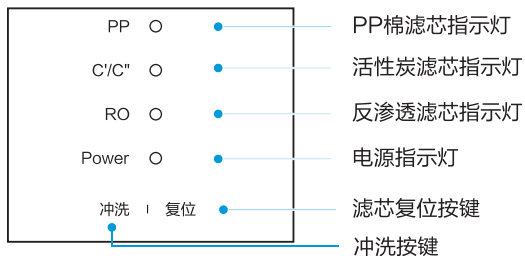 PP PP棉滤芯指示灯
C'/C" 活性炭滤芯指示灯
RO 反渗透滤芯指示灯
Power 电源指示灯
冲洗 | 复位 滤芯复位按键
冲洗按键